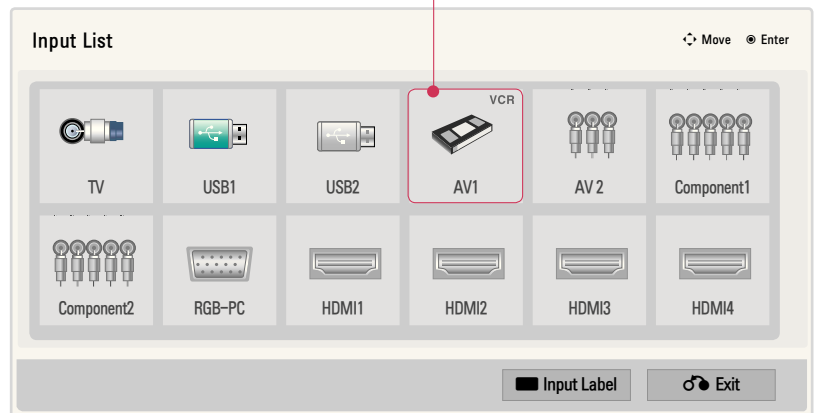 Input List
Move Enter
VCR
TV USB1 USB2 AV1 AV 2 Component1
Component2 RGB-PC HDMI1 HDMI2 HDMI3 HDMI4
Input Label Exit